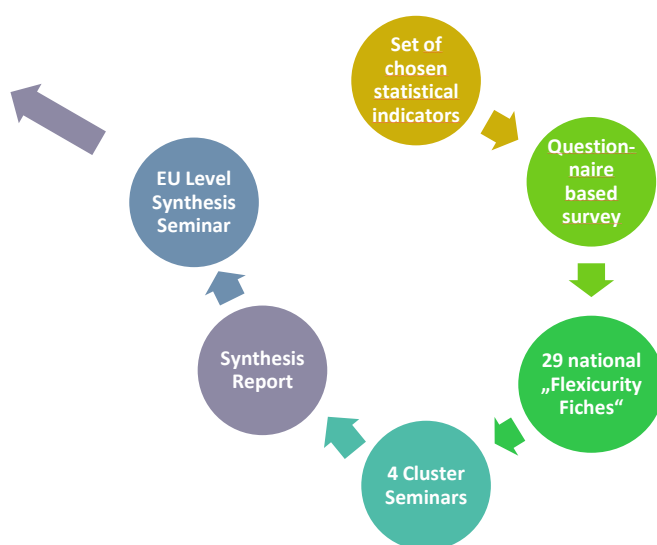 Set of
chosen
statistical
indicators
Question-
naire
based
survey
29 national
„Flexicurity
Fiches“
4 Cluster
Seminars
Synthesis
Report
EU Level
Synthesis
Seminar